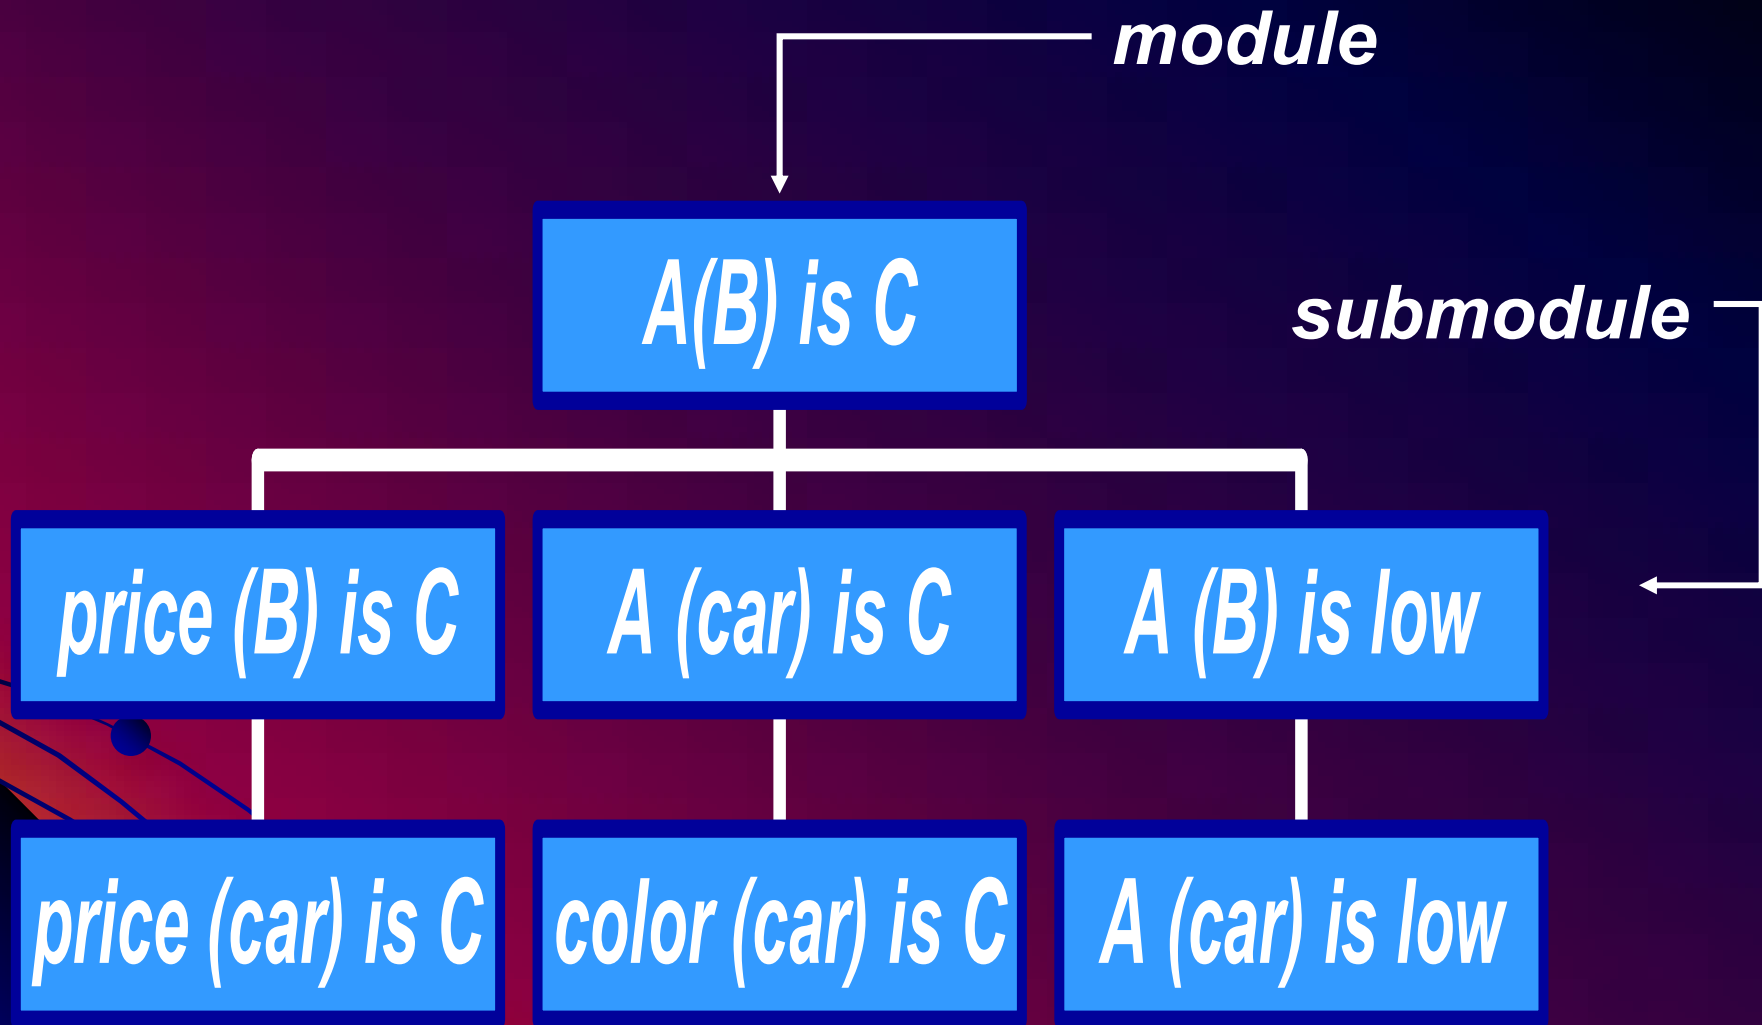 module
A(B) is C
submodule
price (B) is C
A (car) is C
A (B) is low
price (car) is C
color (car) is C
A (car) is low